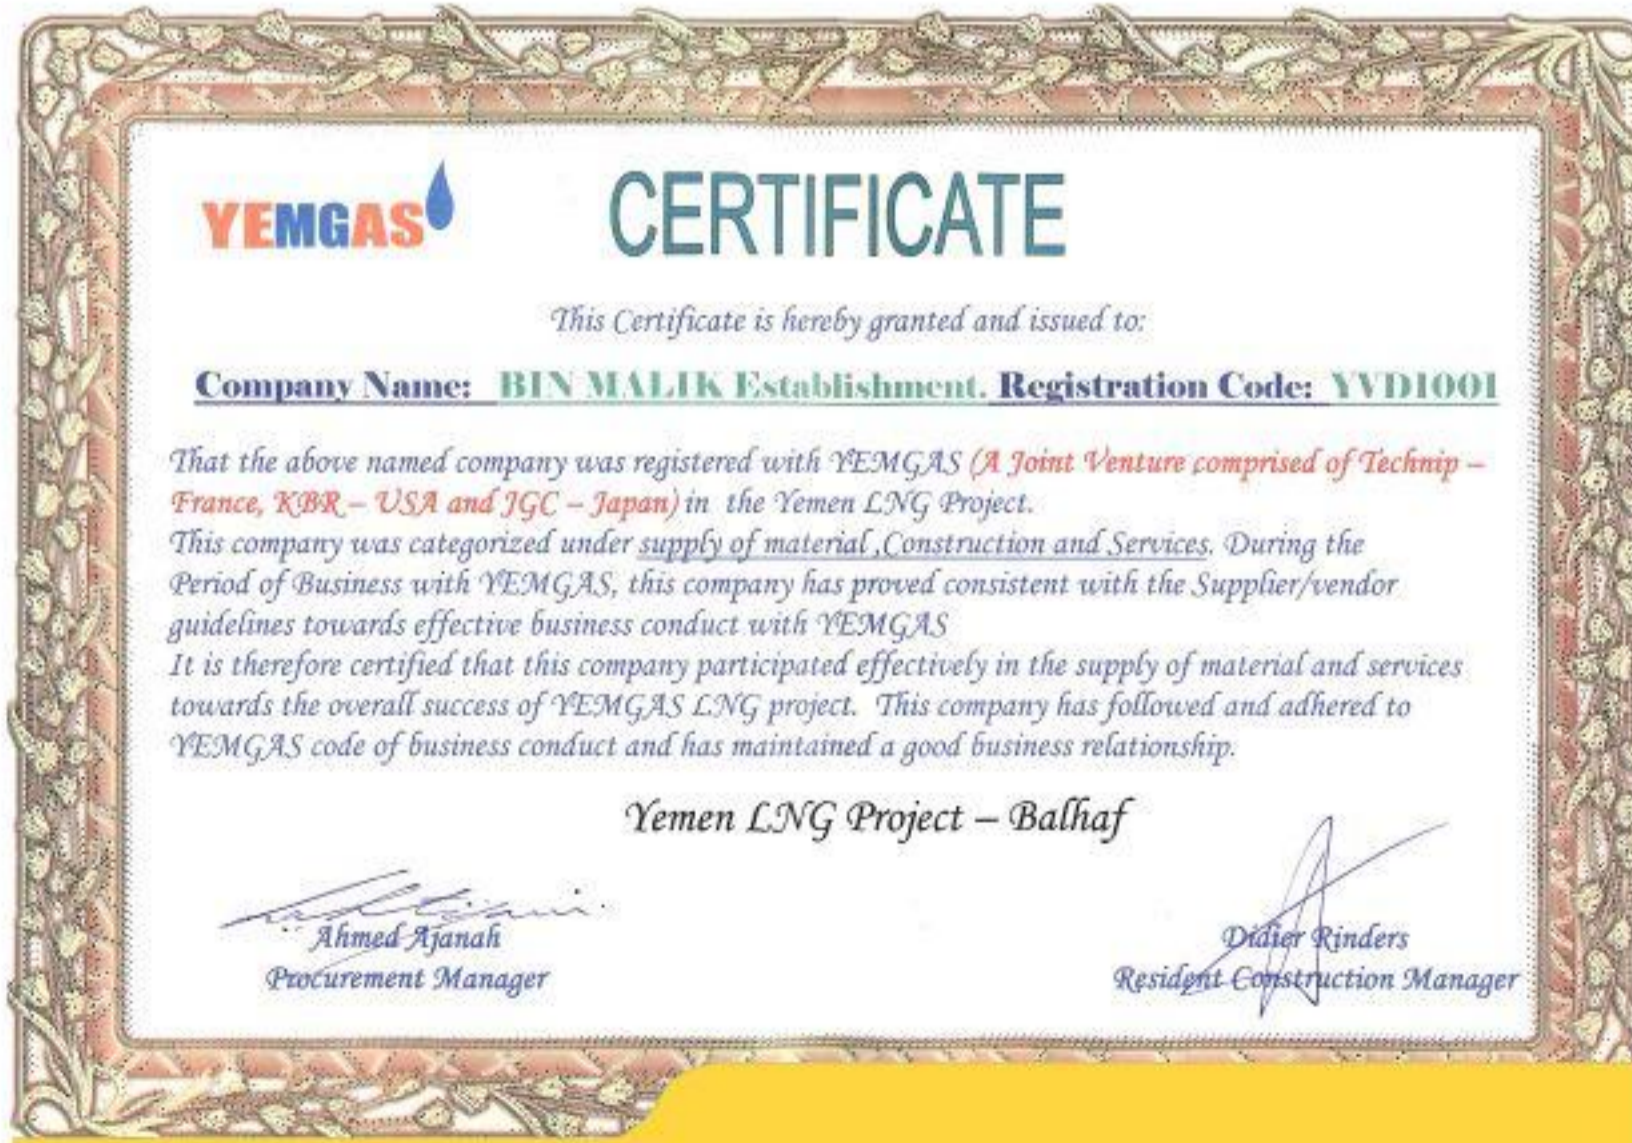 YEMGAS
CERTIFICATE
This Certificate is hereby granted and issued to:
Company Name: BIN MALIK Establishment. Registration Code: YVD1001
That the above named company was registered with YEMGAS (A Joint Venture comprised of Technip –
France, KBR – USA and JGC – Japan) in the Yemen LNG Project.
This company was categorized under supply of material ,Construction and Services. During the
Period of Business with YEMGAS, this company has proved consistent with the Supplier/vendor
guidelines towards effective business conduct with YEMGAS
It is therefore certified that this company participated effectively in the supply of material and services
towards the overall success of YEMGAS LNG project. This company has followed and adhered to
YEMGAS code of business conduct and has maintained a good business relationship.
Yemen LNG Project – Balhaf
Ahmed Ajanah
Procurement Manager
Didier Rinders
Resident Construction Manager